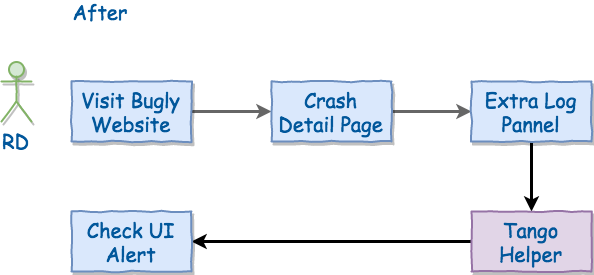 After
RD
Visit Bugly
Website
Crash
Detail Page
Extra Log
Pannel
Tango
Helper
Check UI
Alert